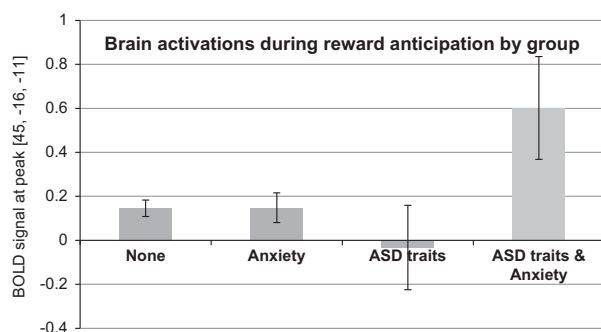 Brain activations during reward anticipation by group
BOLD signal at peak [45, -16, -11]
1
0.8
0.6
0.4
0.2
0
-0.2
-0.4
None
Anxiety
ASD traits
ASD traits &
Anxiety